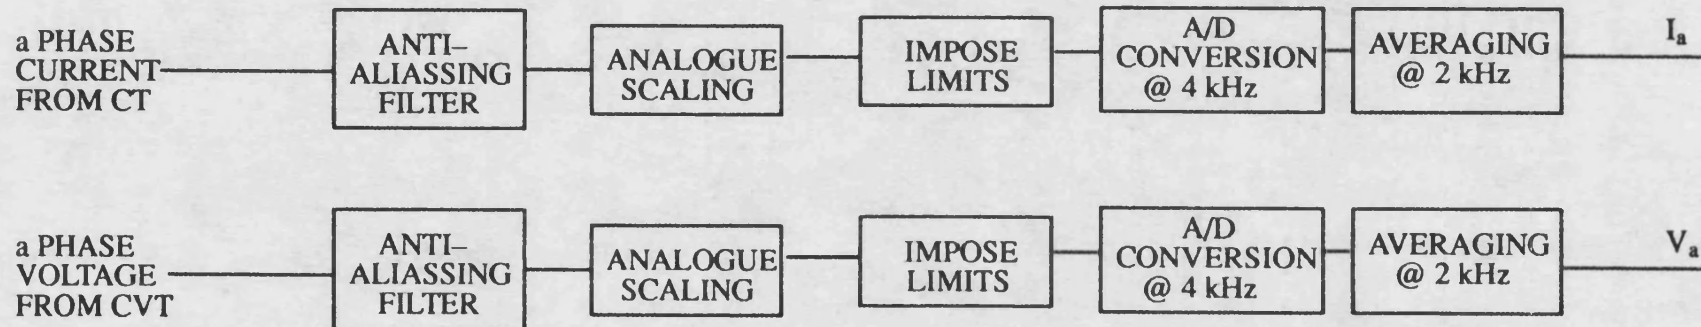 a PHASE
CURRENT
FROM CT
ANTI–
ALIASSING
FILTER
ANALOGUE
SCALING
IMPOSE
LIMITS
A/D
CONVERSION
@ 4 kHz
AVERAGING
@ 2 kHz
Ia
a PHASE
VOLTAGE
FROM CVT
ANTI–
ALIASSING
FILTER
ANALOGUE
SCALING
IMPOSE
LIMITS
A/D
CONVERSION
@ 4 kHz
AVERAGING
@ 2 kHz
Va